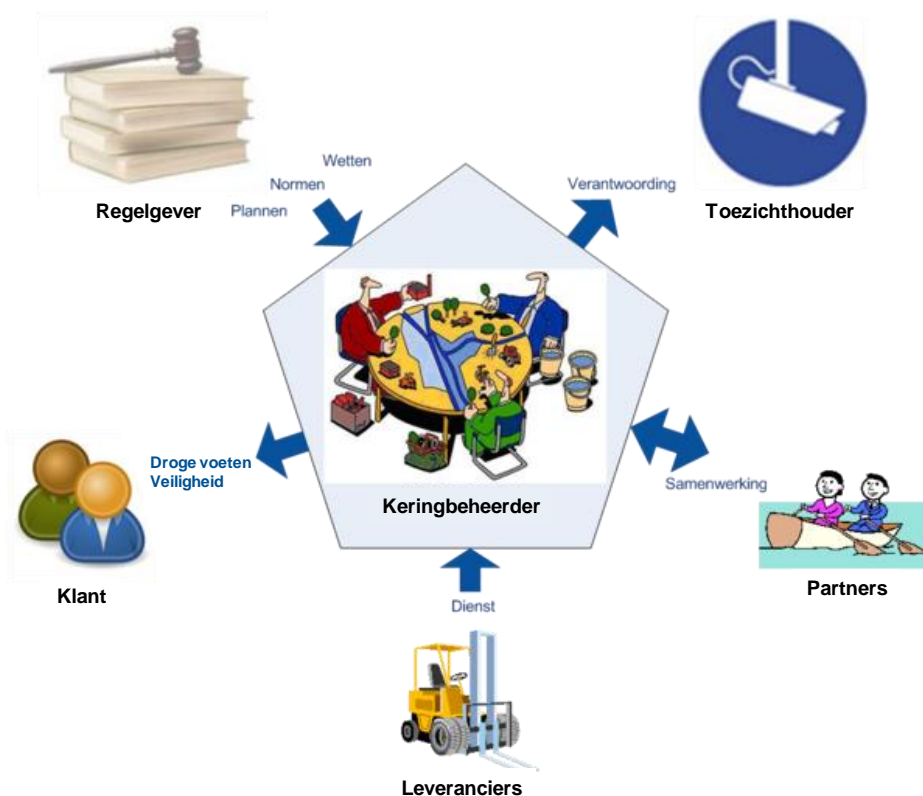 Wetten
Normen
Plannen
Regelgever
Verantwoording
Toezichthouder
Droge voeten
Veiligheid
Klant
Keringbeheerder
Samenwerking
Partners
Dienst
Leveranciers